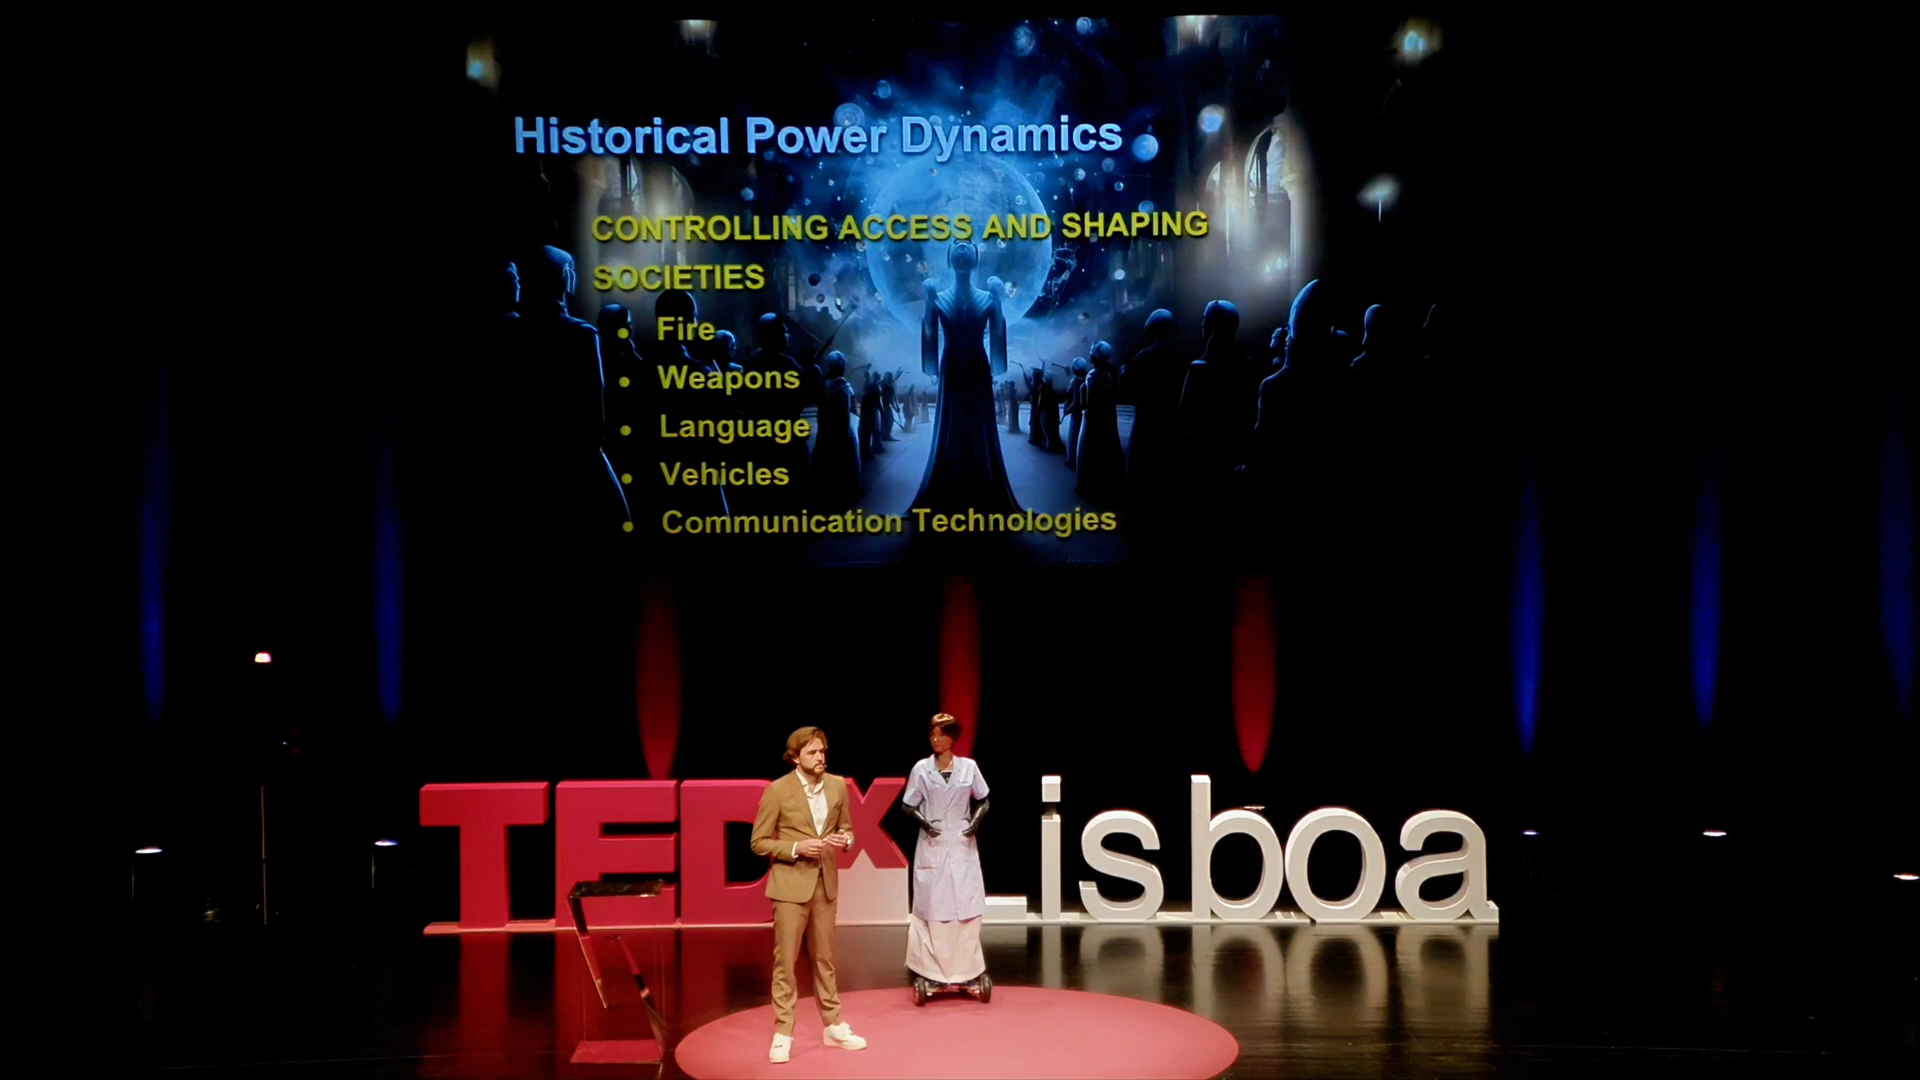 Historical Power Dynamics
CONTROLLING ACCESS AND SHAPING
SOCIETIES
• Fire
• Weapons
• Language
• Vehicles
• Communication Technologies
TEDxLisboa